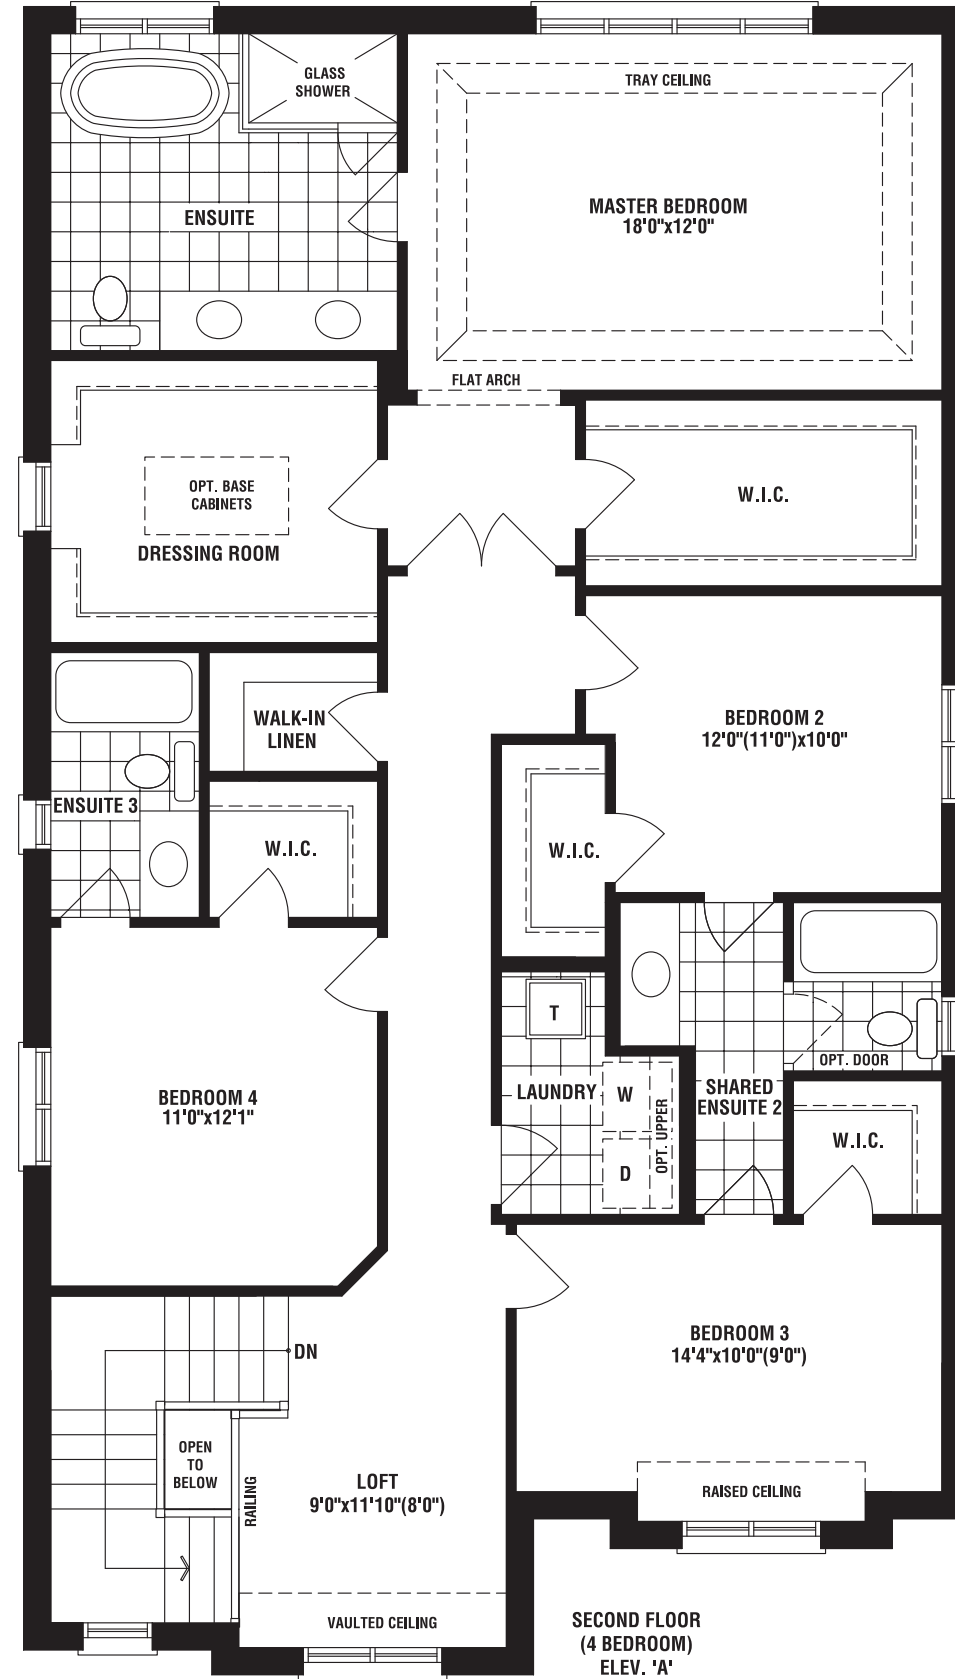 GLASS
SHOWER
TRAY CEILING
ENSUITE
MASTER BEDROOM
18'0"x12'0"
FLAT ARCH
OPT. BASE
CABINETS
DRESSING ROOM
W.I.C.
WALK-IN
LINEN
BEDROOM 2
12'0"(11'0")x10'0"
ENSUITE 3
W.I.C.
W.I.C.
T
OPT. DOOR
LAUNDRY
W
D
OPT. UPPER
SHARED
ENSUITE 2
W.I.C.
BEDROOM 4
11'0"x12'1"
DN
BEDROOM 3
14'4"x10'0"(9'0")
OPEN
TO
BELOW
RAILING
LOFT
9'0"x11'10"(8'0")
RAISED CEILING
VAULTED CEILING
SECOND FLOOR
(4 BEDROOM)
ELEV. 'A'